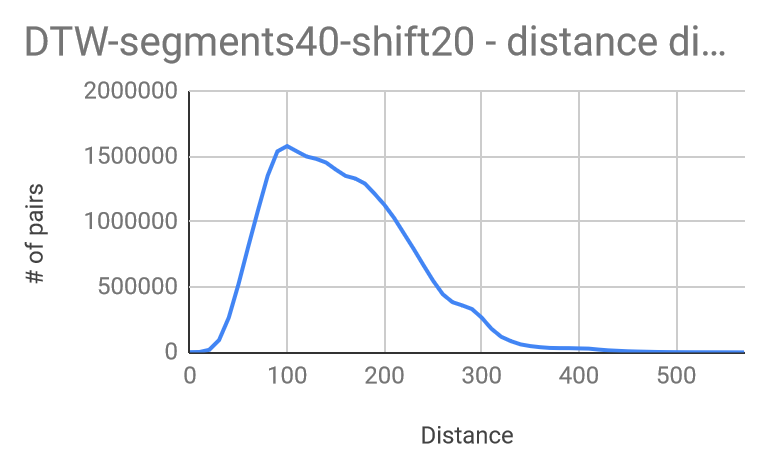 DTW-segments40-shift20 - distance di...
2000000
1500000
1000000
500000
0
# of pairs
0 100 200 300 400 500
Distance